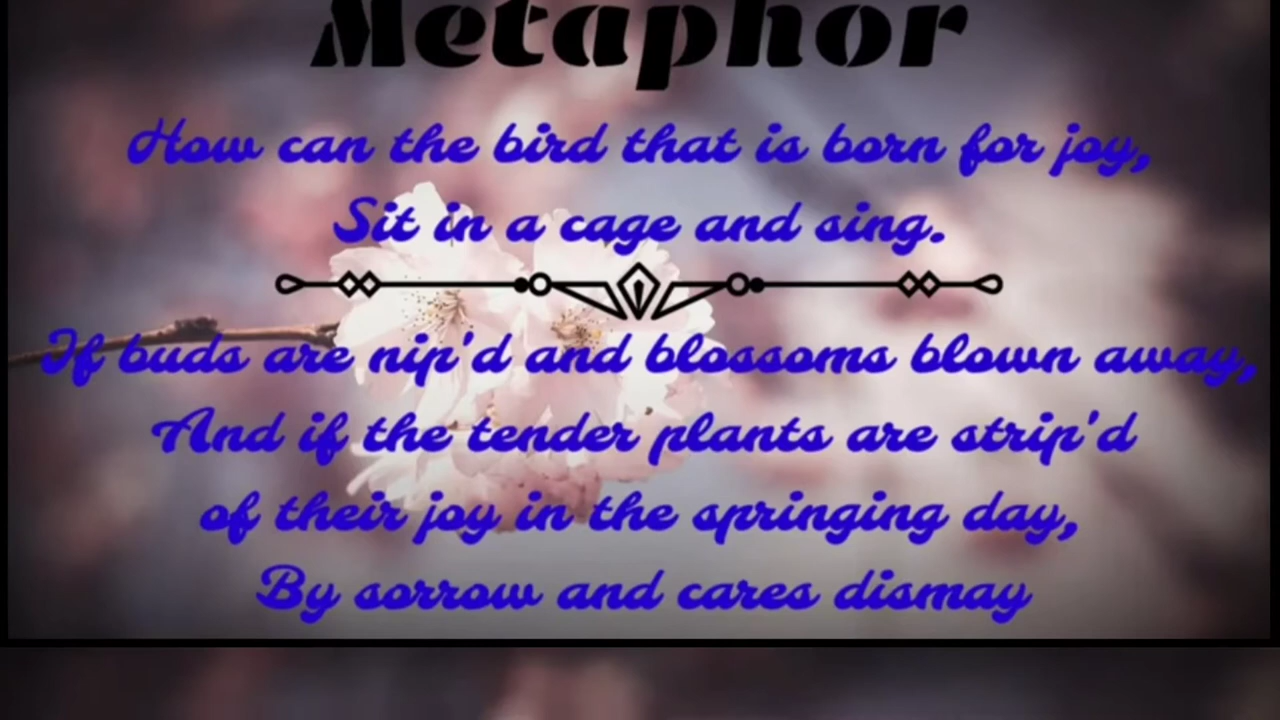 Metaphor
How can the bird that is born for joy,
Sit in a cage and sing.
If buds are nip'd and blossoms blown away,
And if the tender plants are strip'd
of their joy in the springing day,
By sorrow and cares dismay